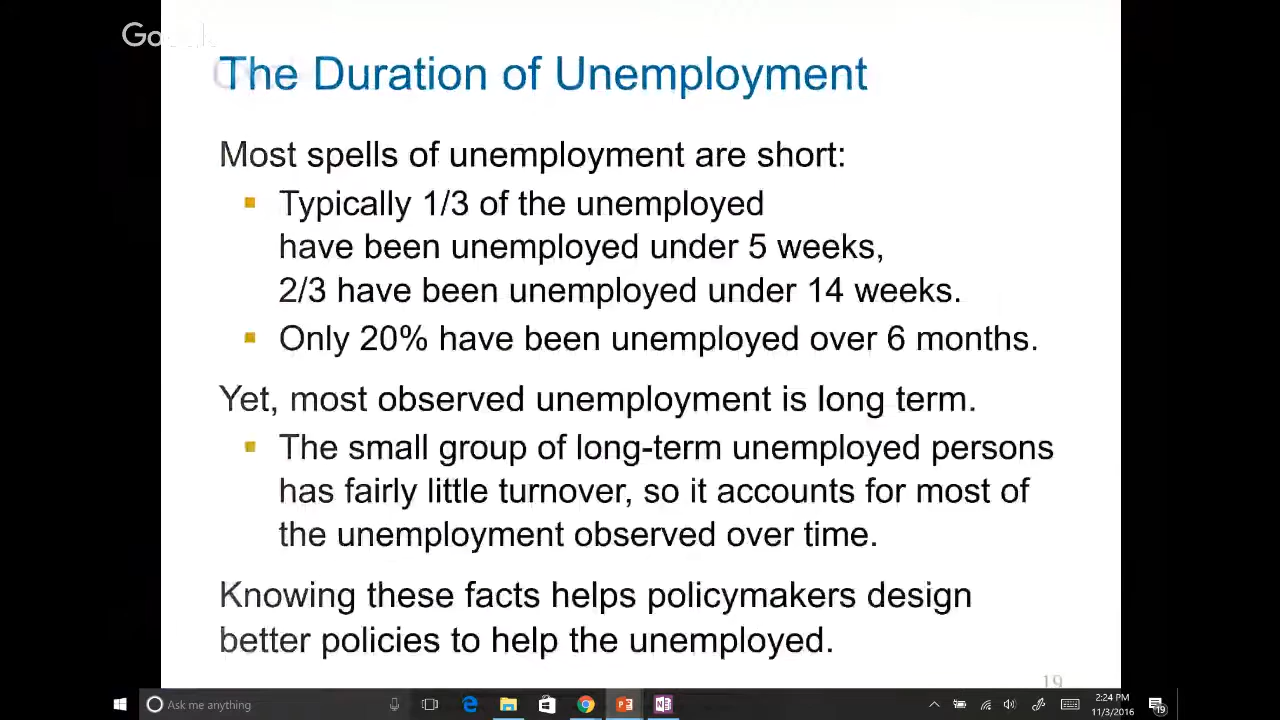 The Duration of Unemployment
Most spells of unemployment are short:
Typically 1/3 of the unemployed
have been unemployed under 5 weeks,
2/3 have been unemployed under 14 weeks.
Only 20% have been unemployed over 6 months.
Yet, most observed unemployment is long term.
The small group of long-term unemployed persons
has fairly little turnover, so it accounts for most of
the unemployment observed over time.
Knowing these facts helps policymakers design
better policies to help the unemployed.
19
Ask me anything
2:24 PM
11/3/2016
19